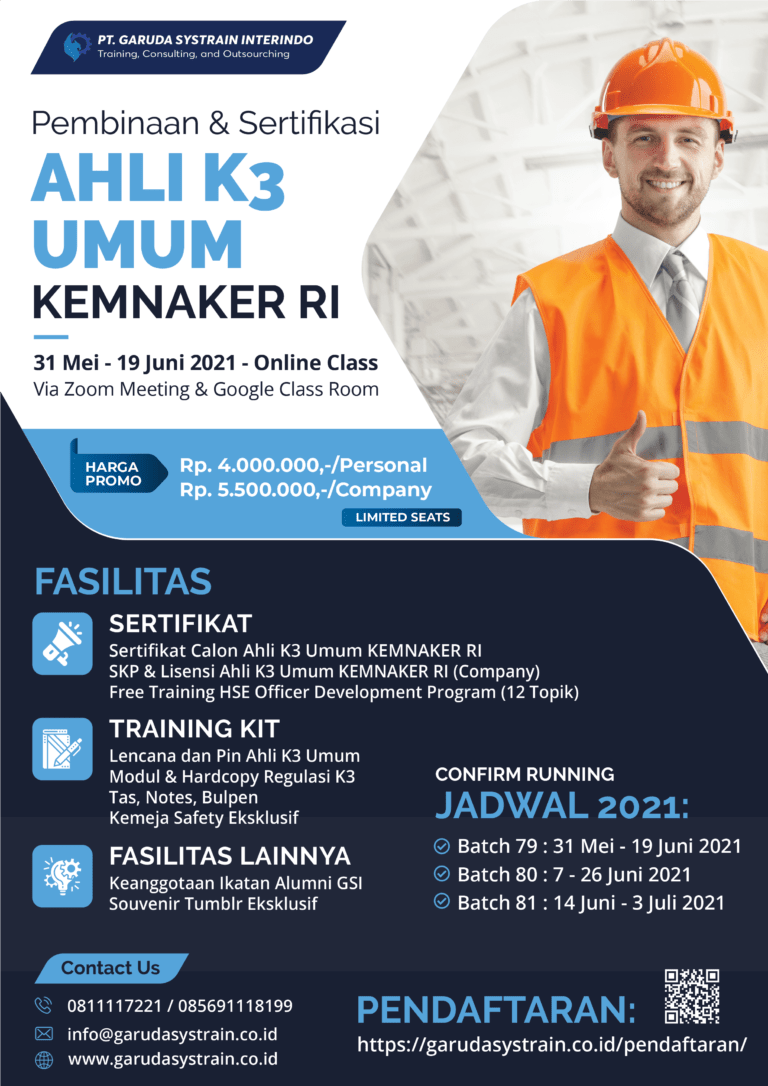 PT. GARUDA SYSTRAIN INTERINDO
Training, Consulting, and Outsourching
Pembinaan & Sertifikasi
AHLI K3
UMUM
KEMNAKER RI
31 Mei - 19 Juni 2021 - Online Class
Via Zoom Meeting & Google Class Room
HARGA
PROMO
Rp. 4.000.000,-/Personal
Rp. 5.500.000,-/Company
LIMITED SEATS
FASILITAS
SERTIFIKAT
Sertifikat Calon Ahli K3 Umum KEMNAKER RI
SKP & Lisensi Ahli K3 Umum KEMNAKER RI (Company)
Free Training HSE Officer Development Program (12 Topik)
TRAINING KIT
Lencana dan Pin Ahli K3 Umum
Modul & Hardcopy Regulasi K3
Tas, Notes, Bulpen
Kemeja Safety Eksklusif
FASILITAS LAINNYA
Keanggotaan Ikatan Alumni GSI
Souvenir Tumblr Eksklusif
CONFIRM RUNNING
JADWAL 2021:
Batch 79 : 31 Mei - 19 Juni 2021
Batch 80 : 7 - 26 Juni 2021
Batch 81 : 14 Juni - 3 Juli 2021
Contact Us
0811117221 / 085691118199
info@garudasystrain.co.id
www.garudasystrain.co.id
PENDAFTARAN:
https://garudasystrain.co.id/pendaftaran/